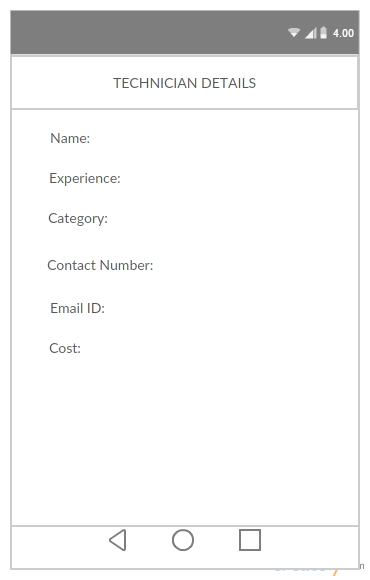 4.00
TECHNICIAN DETAILS
Name:
Experience:
Category:
Contact Number:
Email ID:
Cost: